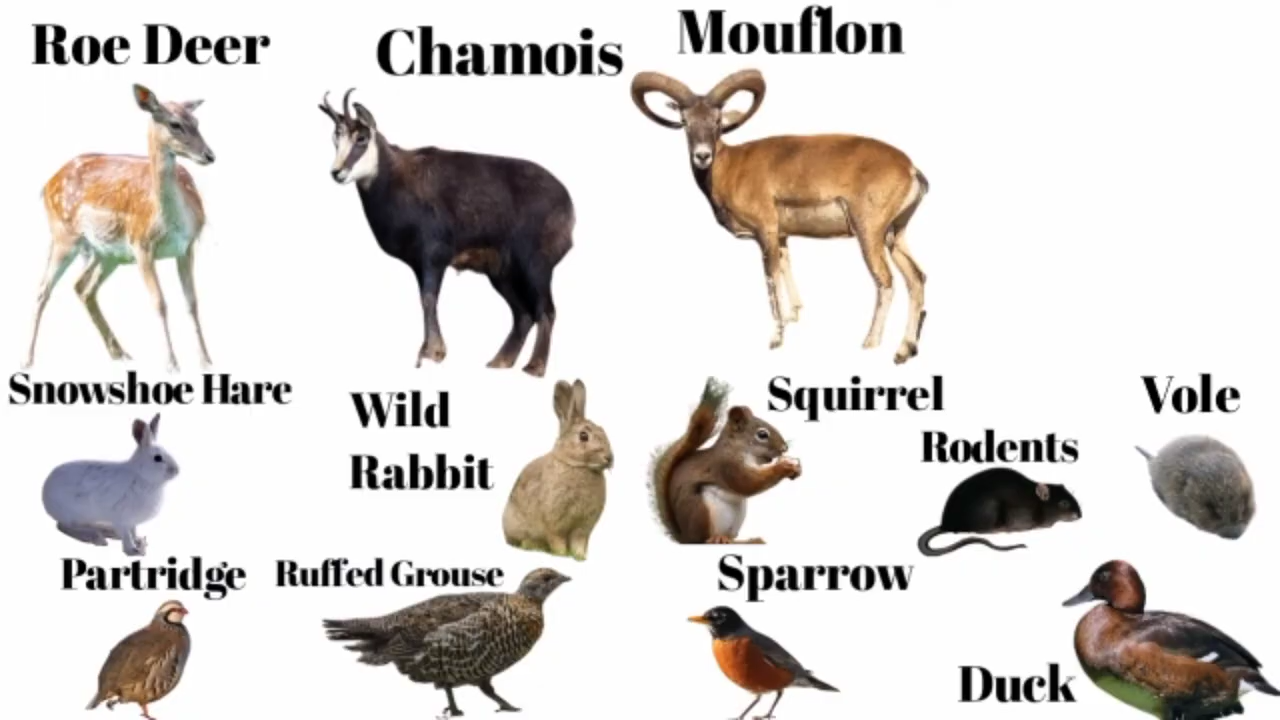 Roe Deer
Chamois
Mouflon
Snowshoe Hare
Wild
Rabbit
Squirrel
Rodents
Vole
Partridge
Ruffed Grouse
Sparrow
Duck